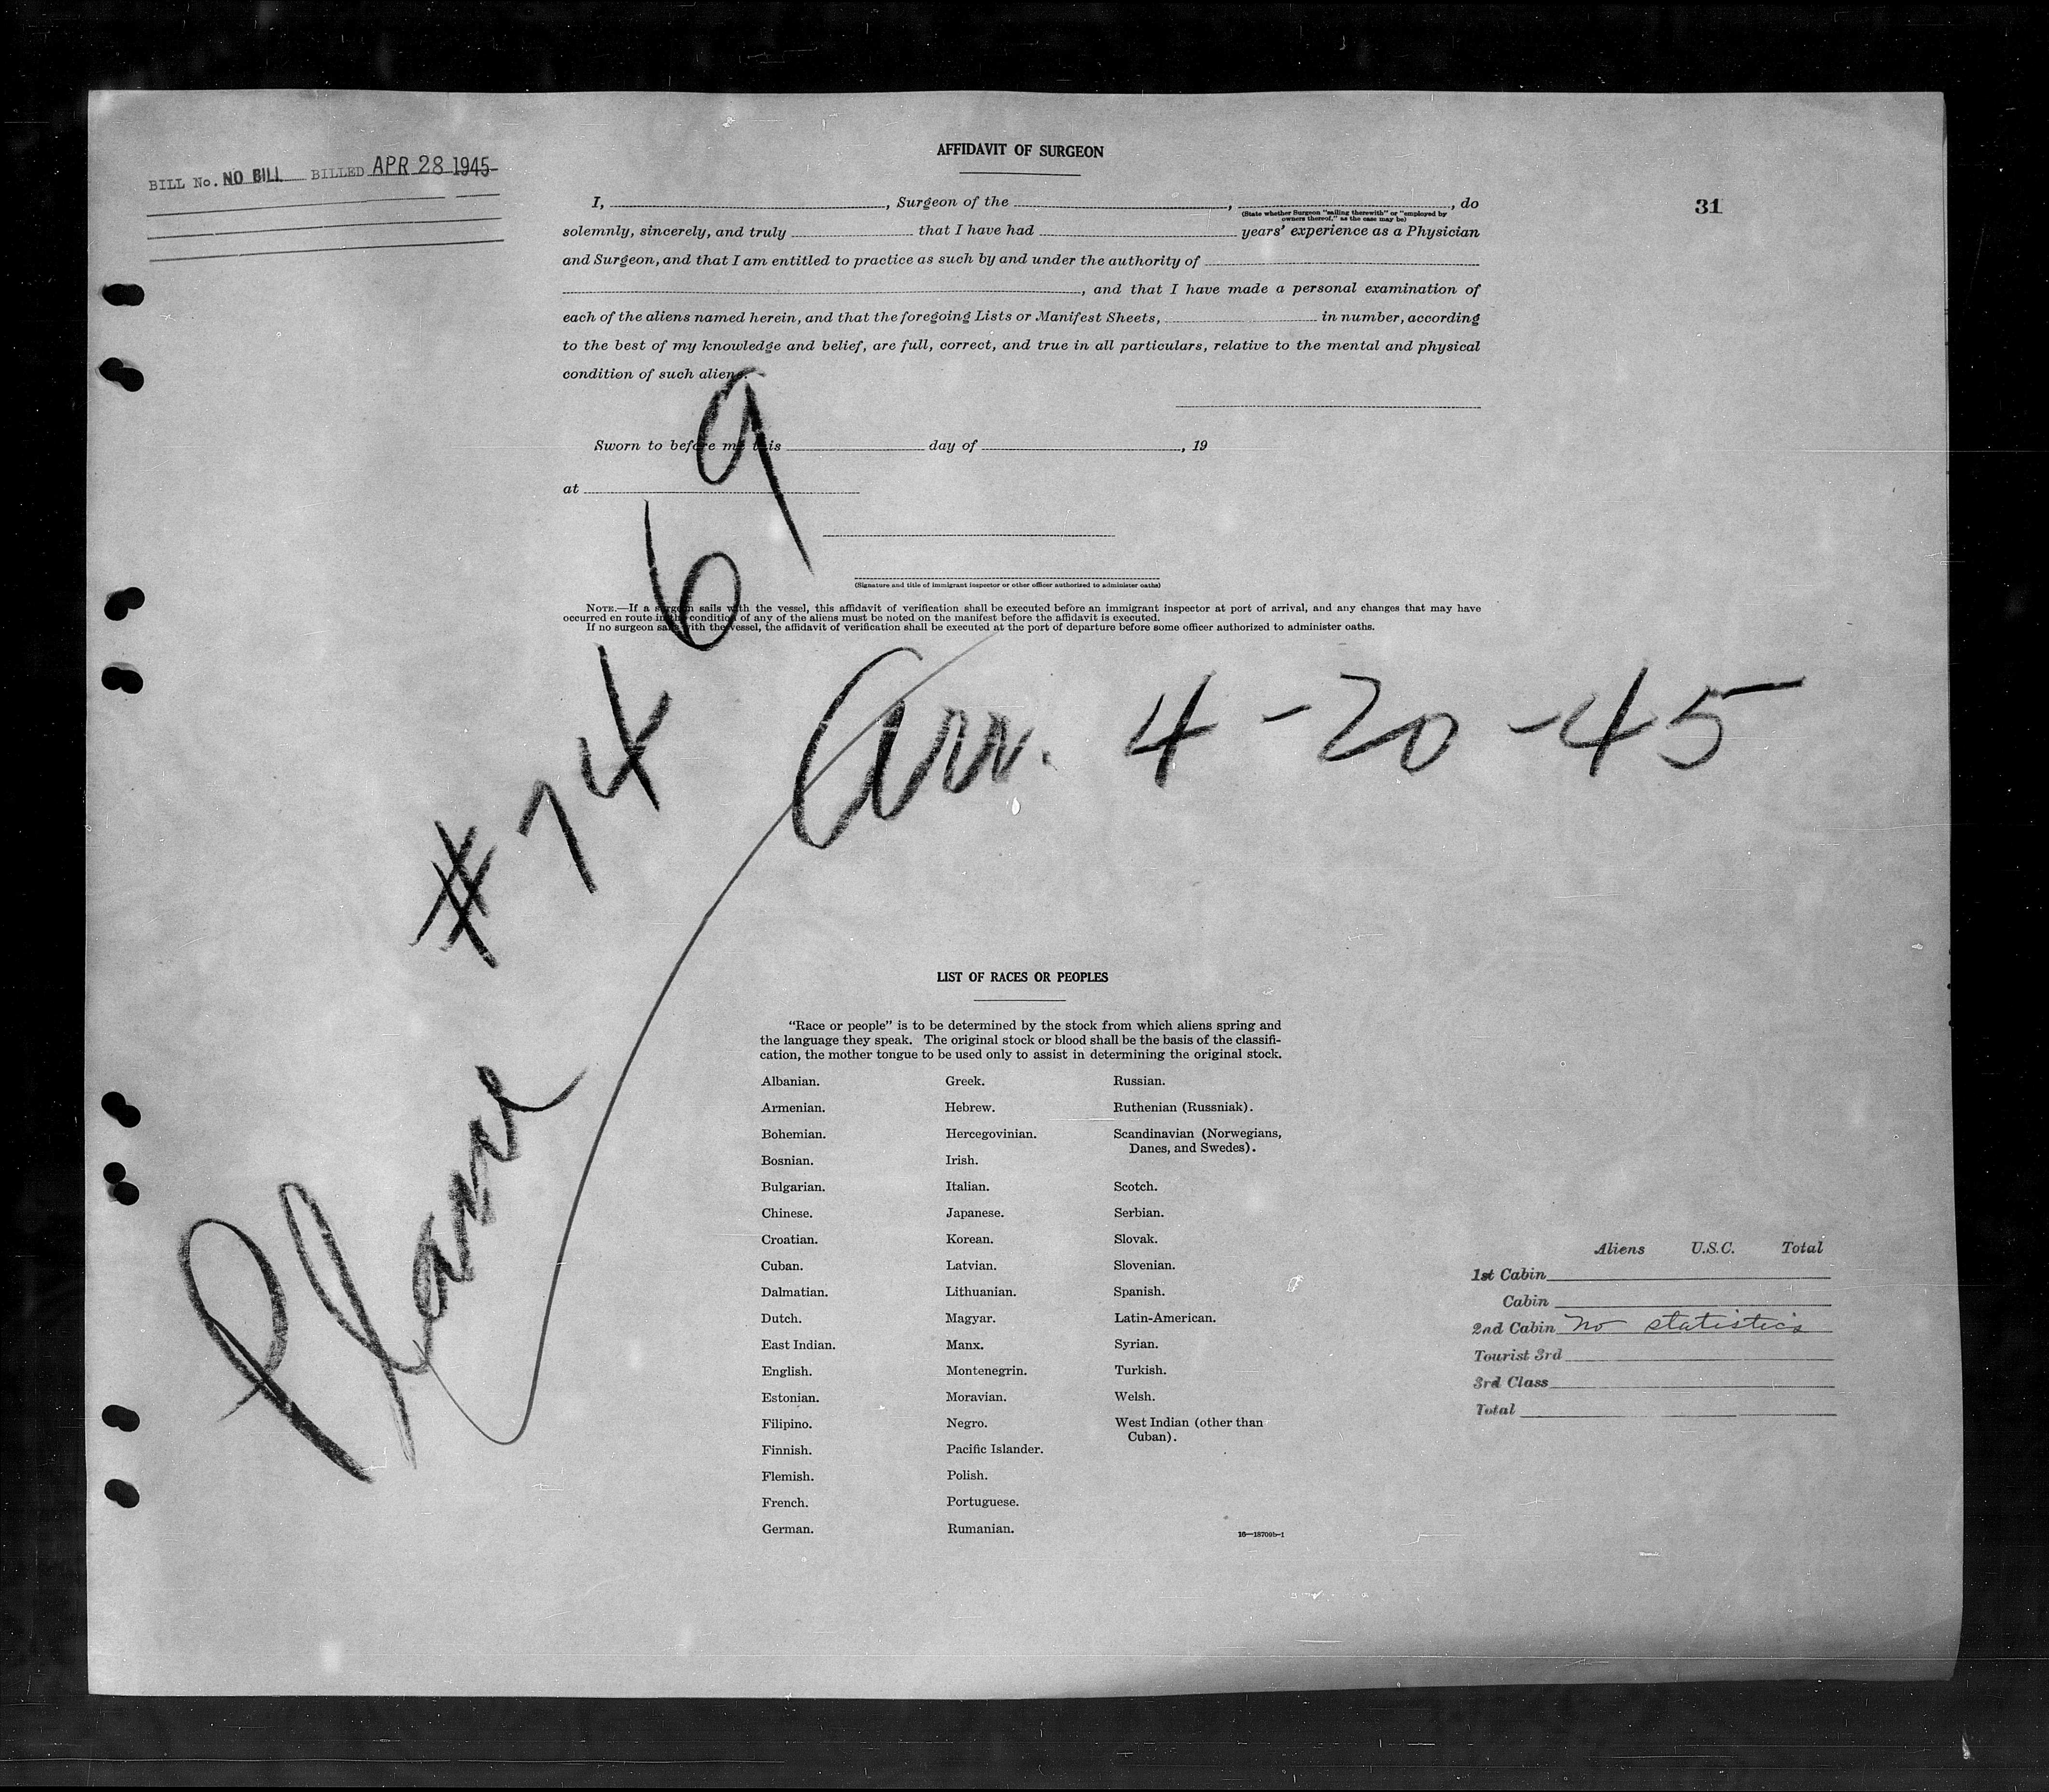 BILL No. NO BILL BILLED APR 28 1945
31
AFFIDAVIT OF SURGEON
I, , Surgeon of the , , do
(State whether Surgeon "sailing therewith" or "employed by
owners thereof," as the case may be)
solemnly, sincerely, and truly that I have had years' experience as a Physician
and Surgeon, and that I am entitled to practice as such by and under the authority of
, and that I have made a personal examination of
each of the aliens named herein, and that the foregoing Lists or Manifest Sheets, in number, according
to the best of my knowledge and belief, are full, correct, and true in all particulars, relative to the mental and physical
condition of such aliens.
Sworn to before me this day of , 19
at
(Signature and title of immigrant inspector or other officer authorized to administer oaths)
NOTE.—If a surgeon sails with the vessel, this affidavit of verification shall be executed before an immigrant inspector at port of arrival, and any changes that may have
occurred en route in the condition of any of the aliens must be noted on the manifest before the affidavit is executed.
If no surgeon sails with the vessel, the affidavit of verification shall be executed at the port of departure before some officer authorized to administer oaths.
Plane #7469
Arr. 4-20-45
LIST OF RACES OR PEOPLES
"Race or people" is to be determined by the stock from which aliens spring and
the language they speak. The original stock or blood shall be the basis of the classifi-
cation, the mother tongue to be used only to assist in determining the original stock.
Albanian. Greek. Russian.
Armenian. Hebrew. Ruthenian (Russniak).
Bohemian. Hercegovinian. Scandinavian (Norwegians,
Danes, and Swedes).
Bosnian. Irish.
Bulgarian. Italian. Scotch.
Chinese. Japanese. Serbian.
Croatian. Korean. Slovak.
Cuban. Latvian. Slovenian.
Dalmatian. Lithuanian. Spanish.
Dutch. Magyar. Latin-American.
East Indian. Manx. Syrian.
English. Montenegrin. Turkish.
Estonian. Moravian. Welsh.
Filipino. Negro. West Indian (other than
Cuban).
Finnish. Pacific Islander.
Flemish. Polish.
French. Portuguese.
German. Rumanian.
16—18709b-1
Aliens U.S.C. Total
1st Cabin
Cabin
2nd Cabin No statistics
Tourist 3rd
3rd Class
Total